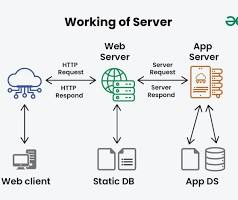 Working of Server
Web
Server
App
Server
HTTP
Request
HTTP
Respond
Server
Request
Server
Respond
Web client
Static DB
App DS